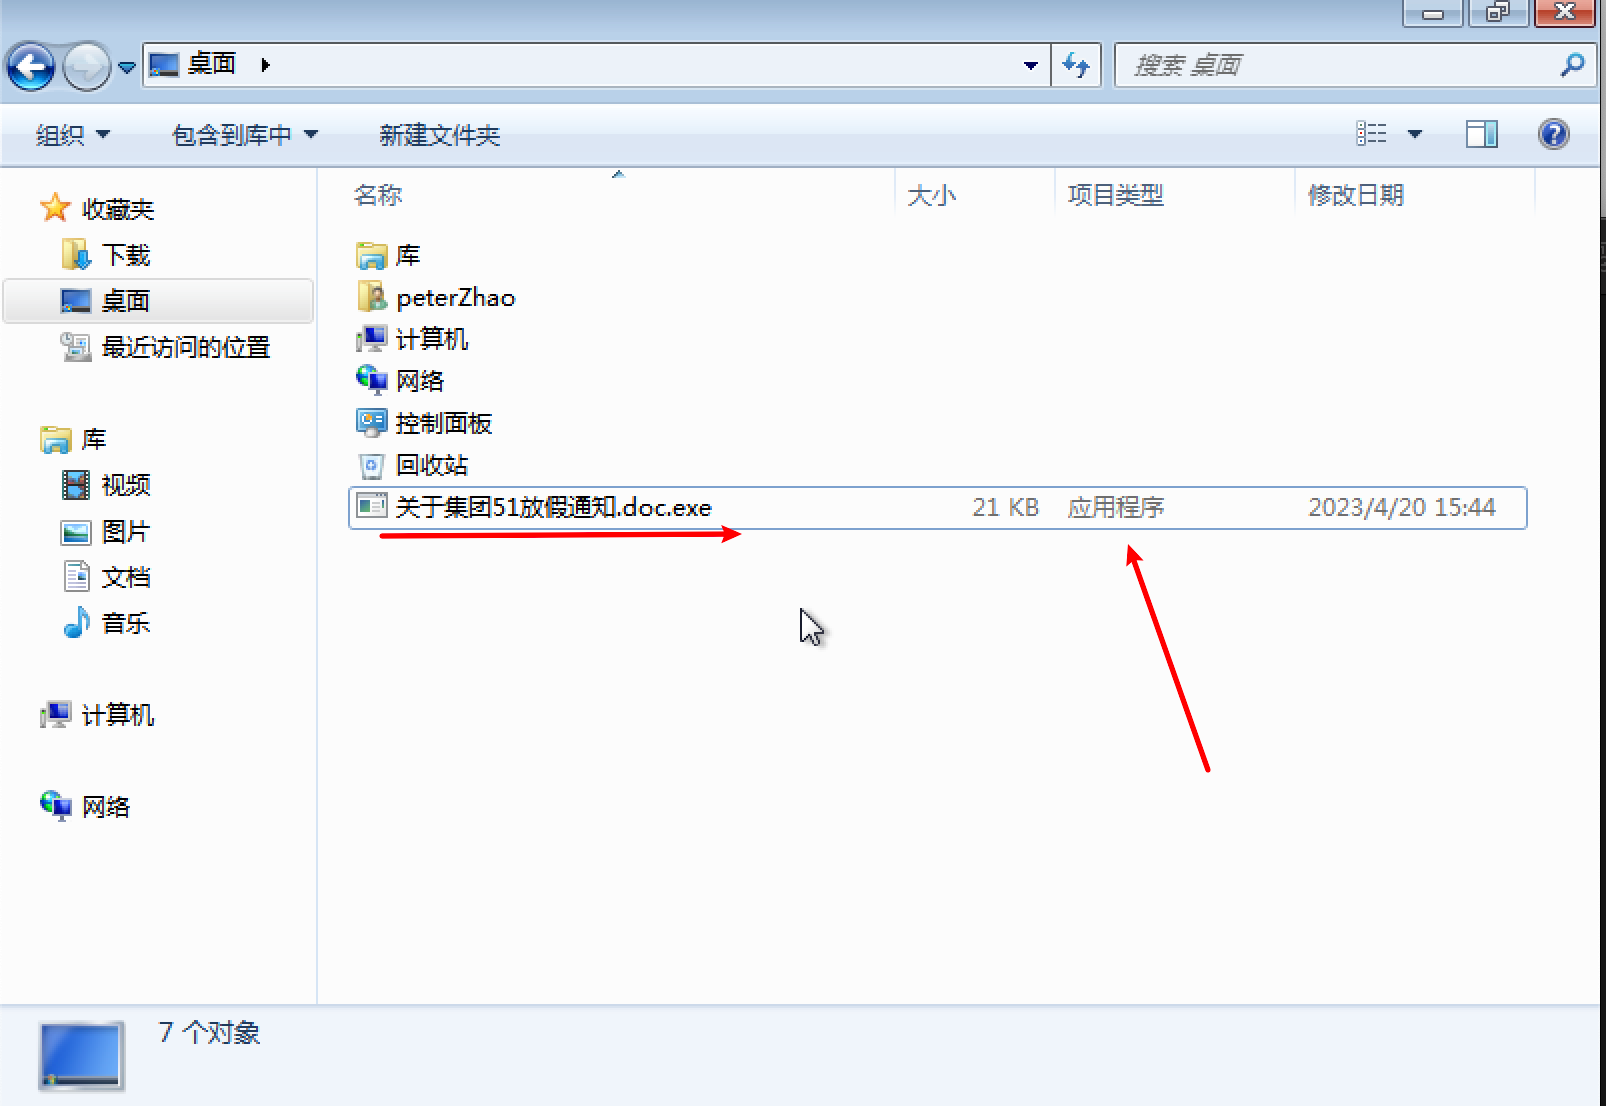 桌面
搜索 桌面
组织
包含到库中
新建文件夹
名称
大小
项目类型
修改日期
收藏夹
下载
桌面
最近访问的位置
库
视频
图片
文档
音乐
计算机
网络
库
peterZhao
计算机
网络
控制面板
回收站
关于集团51放假通知.doc.exe 21 KB 应用程序 2023/4/20 15:44
7 个对象